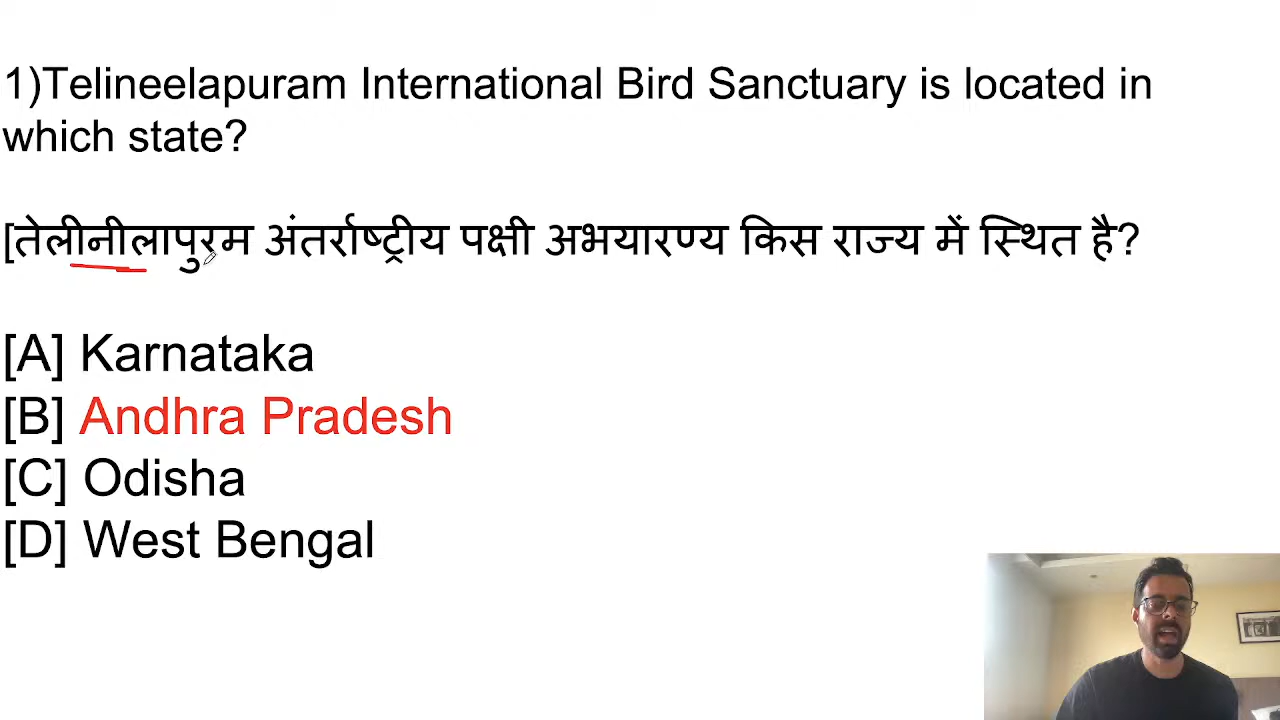 1)Telineelapuram International Bird Sanctuary is located in
which state?
[तेलीनीलापुरम अंतर्राष्ट्रीय पक्षी अभयारण्य किस राज्य में स्थित है?
[A] Karnataka
[B] Andhra Pradesh
[C] Odisha
[D] West Bengal